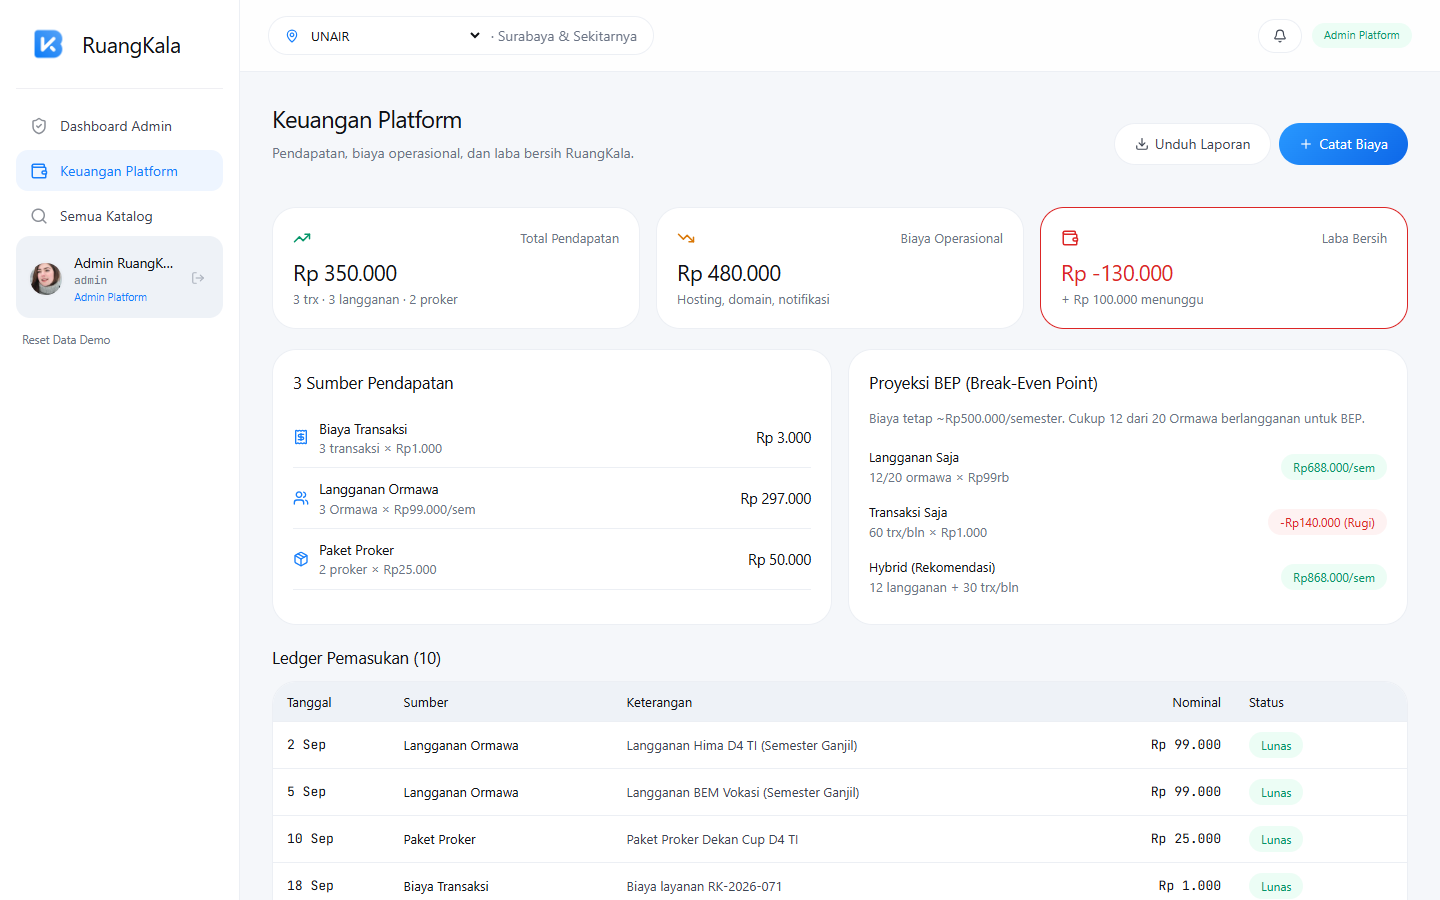 RuangKala
UNAIR
· Surabaya & Sekitarnya
Admin Platform
Dashboard Admin
Keuangan Platform
Semua Katalog
Admin RuangK...
admin
Admin Platform
Reset Data Demo
Keuangan Platform
Pendapatan, biaya operasional, dan laba bersih RuangKala.
Unduh Laporan
+ Catat Biaya
Total Pendapatan
Rp 350.000
3 trx · 3 langganan · 2 proker
Biaya Operasional
Rp 480.000
Hosting, domain, notifikasi
Laba Bersih
Rp -130.000
+ Rp 100.000 menunggu
3 Sumber Pendapatan
Biaya Transaksi
3 transaksi × Rp1.000
Rp 3.000
Langganan Ormawa
3 Ormawa × Rp99.000/sem
Rp 297.000
Paket Proker
2 proker × Rp25.000
Rp 50.000
Proyeksi BEP (Break-Even Point)
Biaya tetap ~Rp500.000/semester. Cukup 12 dari 20 Ormawa berlangganan untuk BEP.
Langganan Saja
12/20 ormawa × Rp99rb
Rp688.000/sem
Transaksi Saja
60 trx/bln × Rp1.000
-Rp140.000 (Rugi)
Hybrid (Rekomendasi)
12 langganan + 30 trx/bln
Rp868.000/sem
Ledger Pemasukan (10)
Tanggal Sumber Keterangan Nominal Status
2 Sep Langganan Ormawa Langganan Hima D4 TI (Semester Ganjil) Rp 99.000 Lunas
5 Sep Langganan Ormawa Langganan BEM Vokasi (Semester Ganjil) Rp 99.000 Lunas
10 Sep Paket Proker Paket Proker Dekan Cup D4 TI Rp 25.000 Lunas
18 Sep Biaya Transaksi Biaya layanan RK-2026-071 Rp 1.000 Lunas